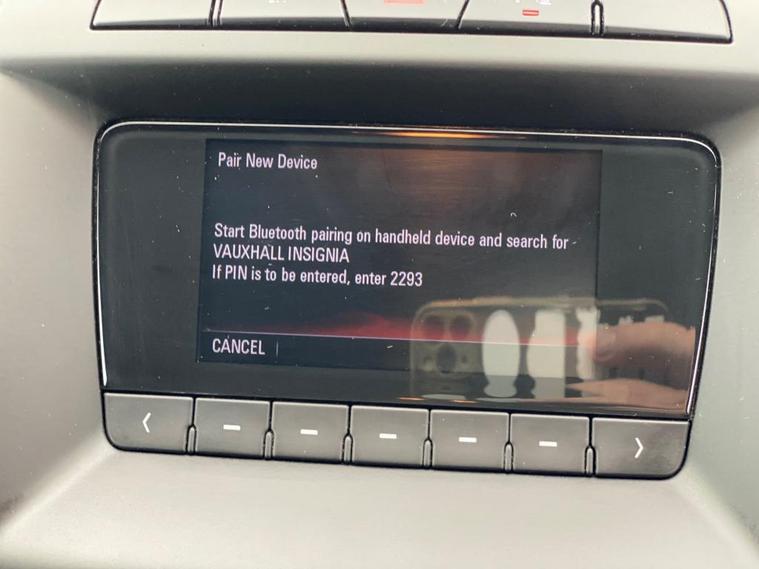 Pair New Device
Start Bluetooth pairing on handheld device and search for -
VAUXHALL INSIGNIA
If PIN is to be entered, enter 2293
CANCEL